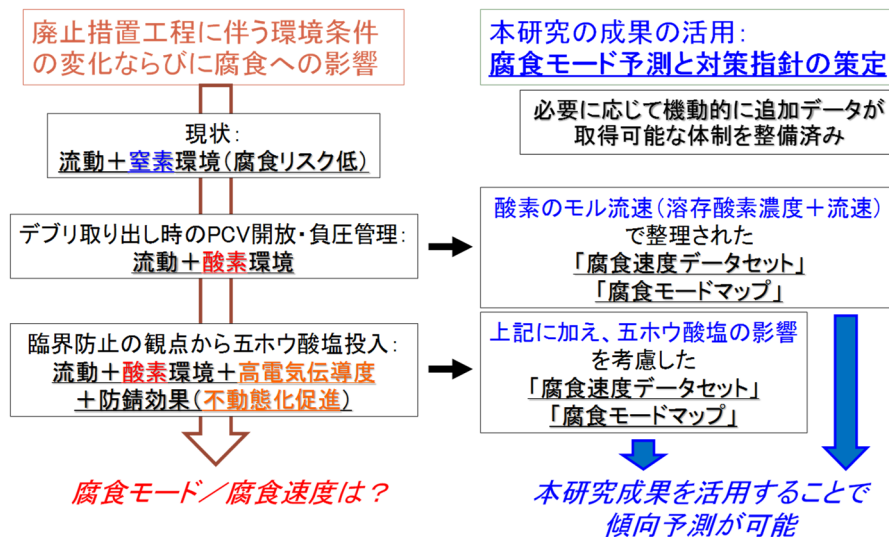 廃止措置工程に伴う環境条件
の変化ならびに腐食への影響
現状：
流動＋窒素環境（腐食リスク低）
デブリ取り出し時のPCV開放・負圧管理：
流動＋酸素環境
臨界防止の観点から五ホウ酸塩投入：
流動＋酸素環境＋高電気伝導度
＋防錆効果（不動態化促進）
腐食モード／腐食速度は？
本研究の成果の活用：
腐食モード予測と対策指針の策定
必要に応じて機動的に追加データが
取得可能な体制を整備済み
酸素のモル流速（溶存酸素濃度＋流速）
で整理された
「腐食速度データセット」
「腐食モードマップ」
上記に加え、五ホウ酸塩の影響
を考慮した
「腐食速度データセット」
「腐食モードマップ」
本研究成果を活用することで
傾向予測が可能